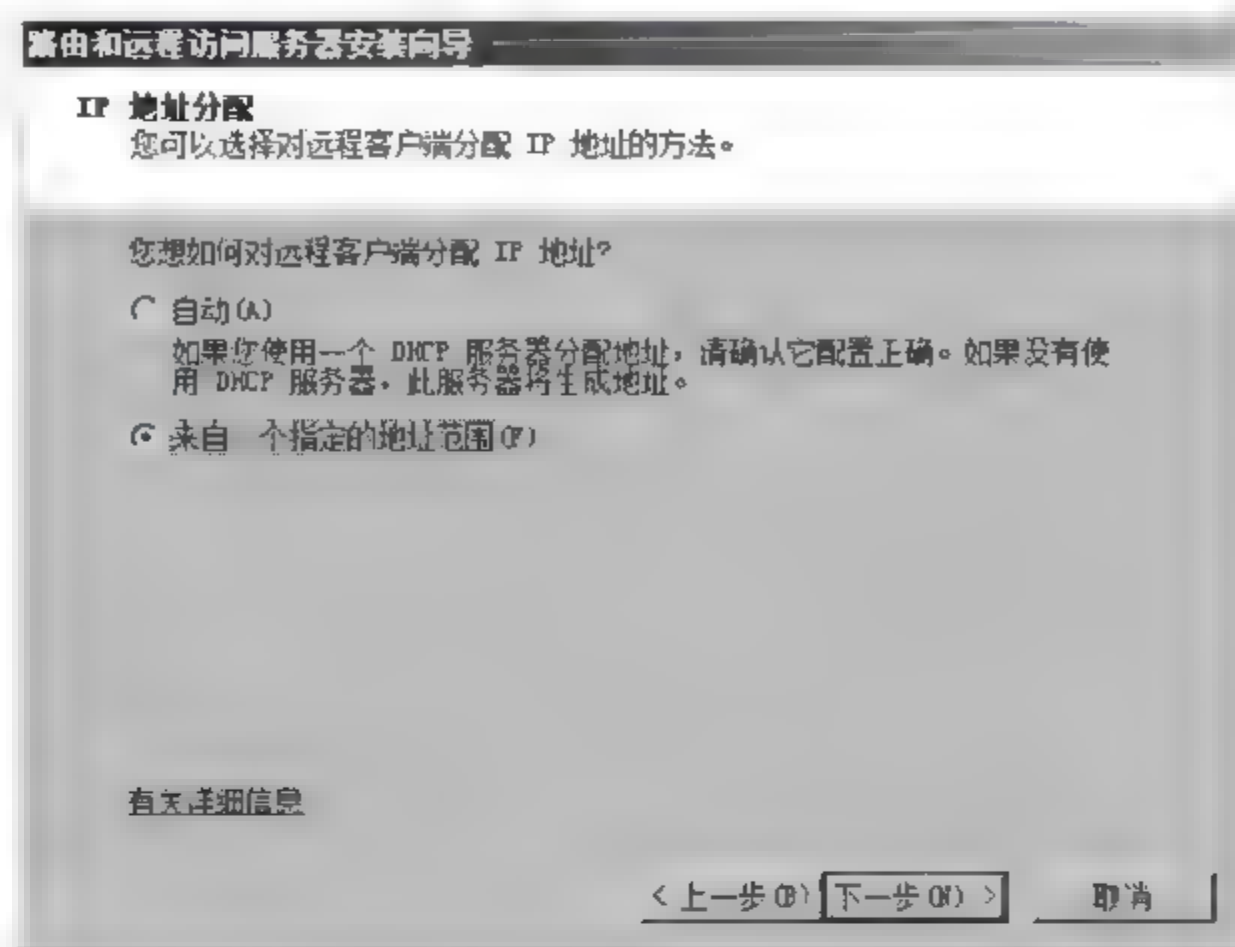 路由和远程访问服务器安装向导
IP 地址分配
您可以选择对远程客户端分配 IP 地址的方法。
您想如何对远程客户端分配 IP 地址?
自动(A)
如果您使用一个 DHCP 服务器分配地址，请确认它配置正确。如果没有使
用 DHCP 服务器，此服务器将生成地址。
来自一个指定的地址范围(F)
有关详细信息
< 上一步(B) 下一步(N) > 取消